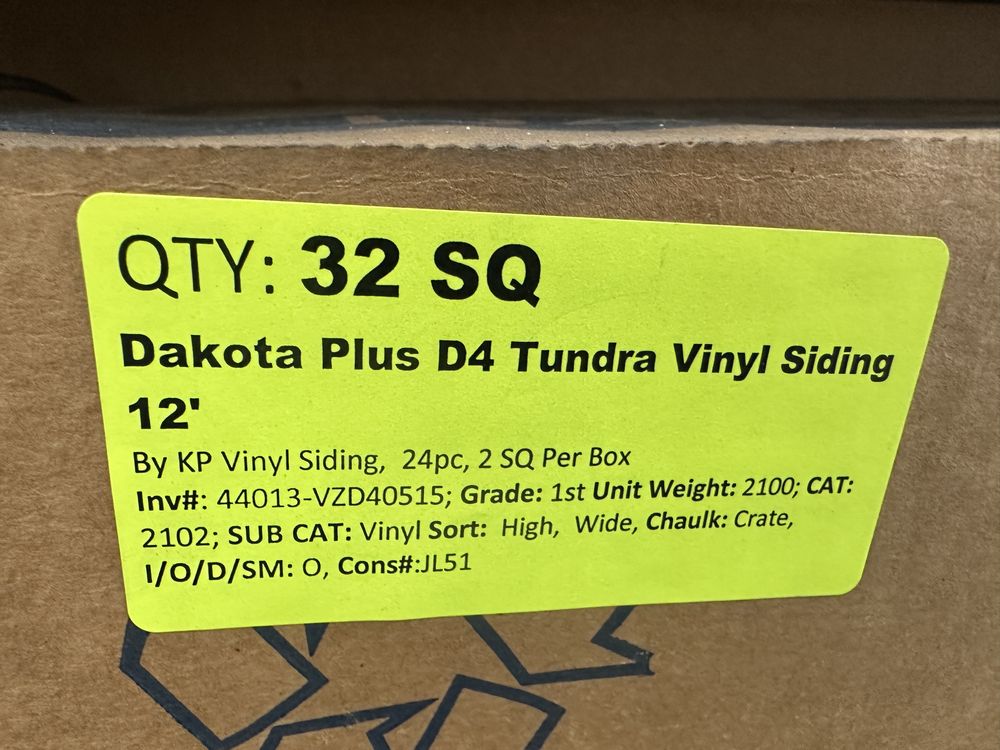 QTY: 32 SQ
Dakota Plus D4 Tundra Vinyl Siding
12'
By KP Vinyl Siding, 24pc, 2 SQ Per Box
Inv#: 44013-VZD40515; Grade: 1st Unit Weight: 2100; CAT:
2102; SUB CAT: Vinyl Sort: High, Wide, Chaulk: Crate,
I/O/D/SM: O, Cons#:JL51